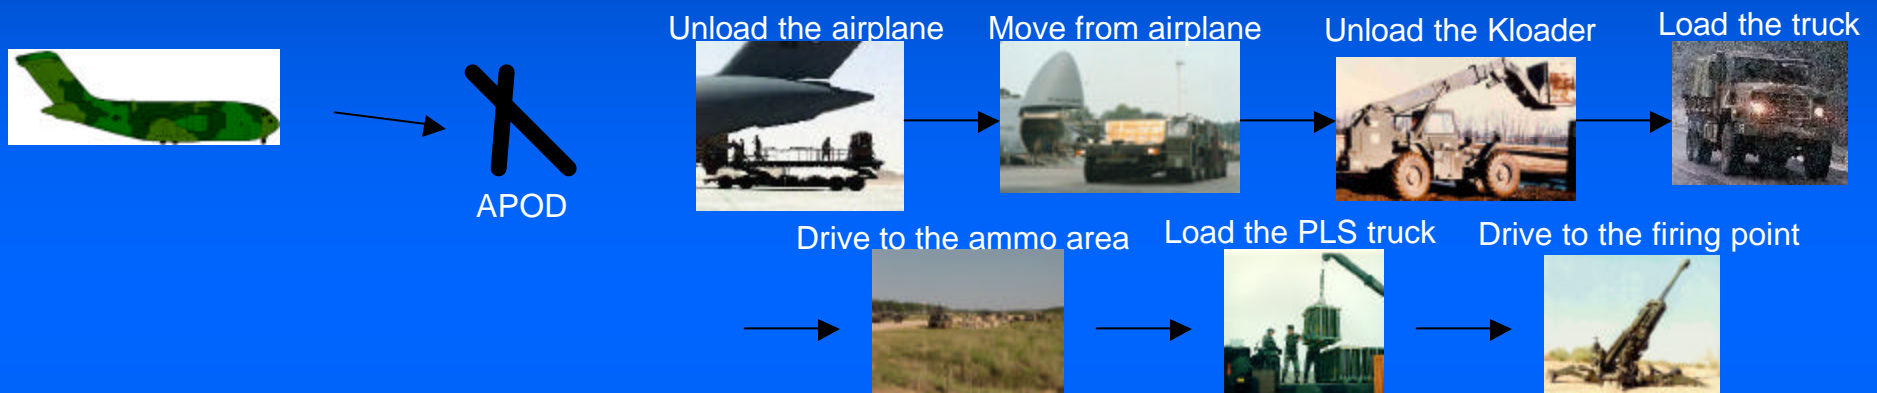 Unload the airplane
Move from airplane
Unload the Kloader
Load the truck
APOD
Drive to the ammo area
Load the PLS truck
Drive to the firing point